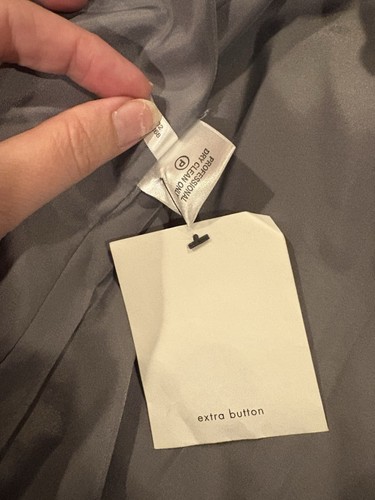 PROFESSIONAL
DRY CLEAN ONLY
P
extra button